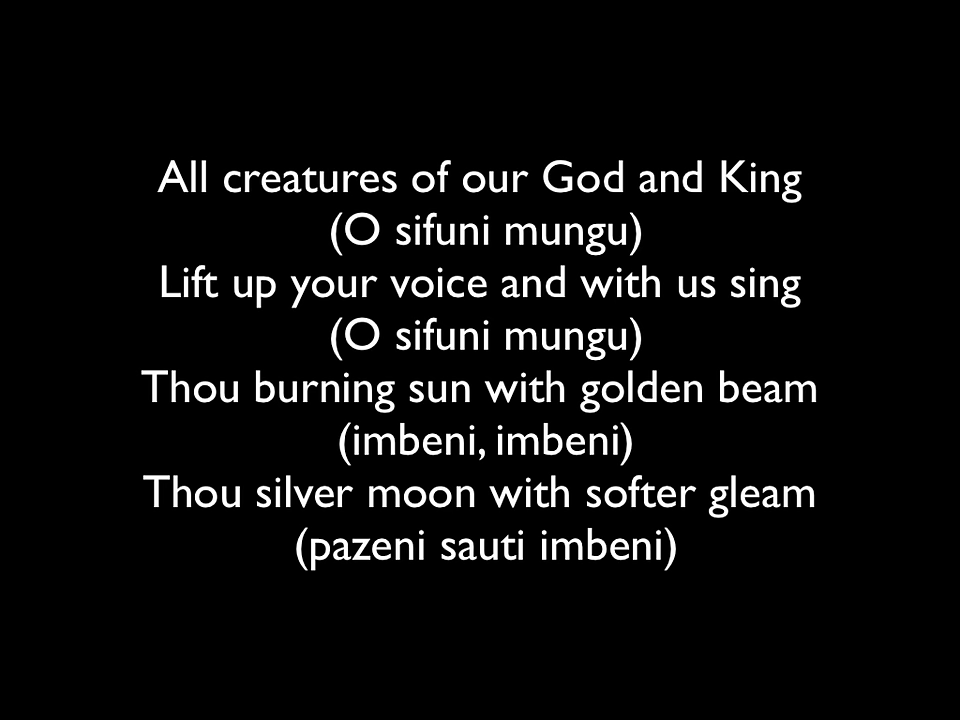 All creatures of our God and King
(O sifuni mungu)
Lift up your voice and with us sing
(O sifuni mungu)
Thou burning sun with golden beam
(imbeni, imbeni)
Thou silver moon with softer gleam
(pazeni sauti imbeni)